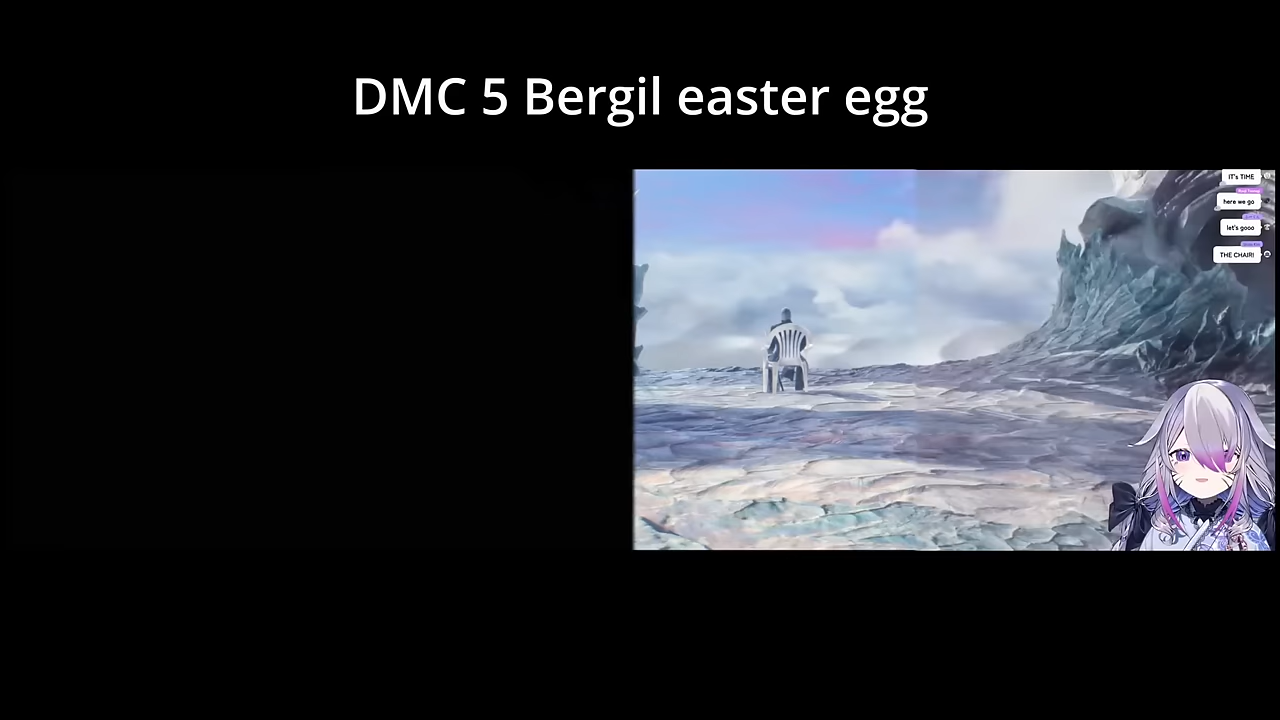 DMC 5 Bergil easter egg
IT's TIME
here we go
let's gooo
THE CHAIR!